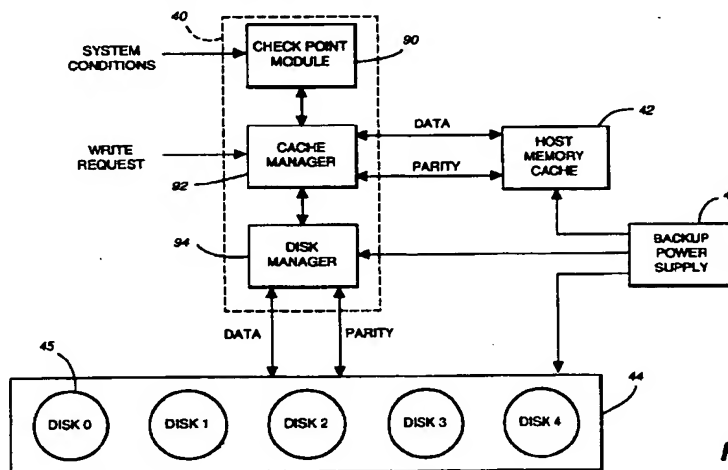 40
90
SYSTEM
CONDITIONS
CHECK POINT
MODULE
42
DATA
WRITE
REQUEST
CACHE
MANAGER
HOST
MEMORY
CACHE
PARITY
92
94
DISK
MANAGER
BACKUP
POWER
SUPPLY
DATA
PARITY
45
44
DISK 0
DISK 1
DISK 2
DISK 3
DISK 4